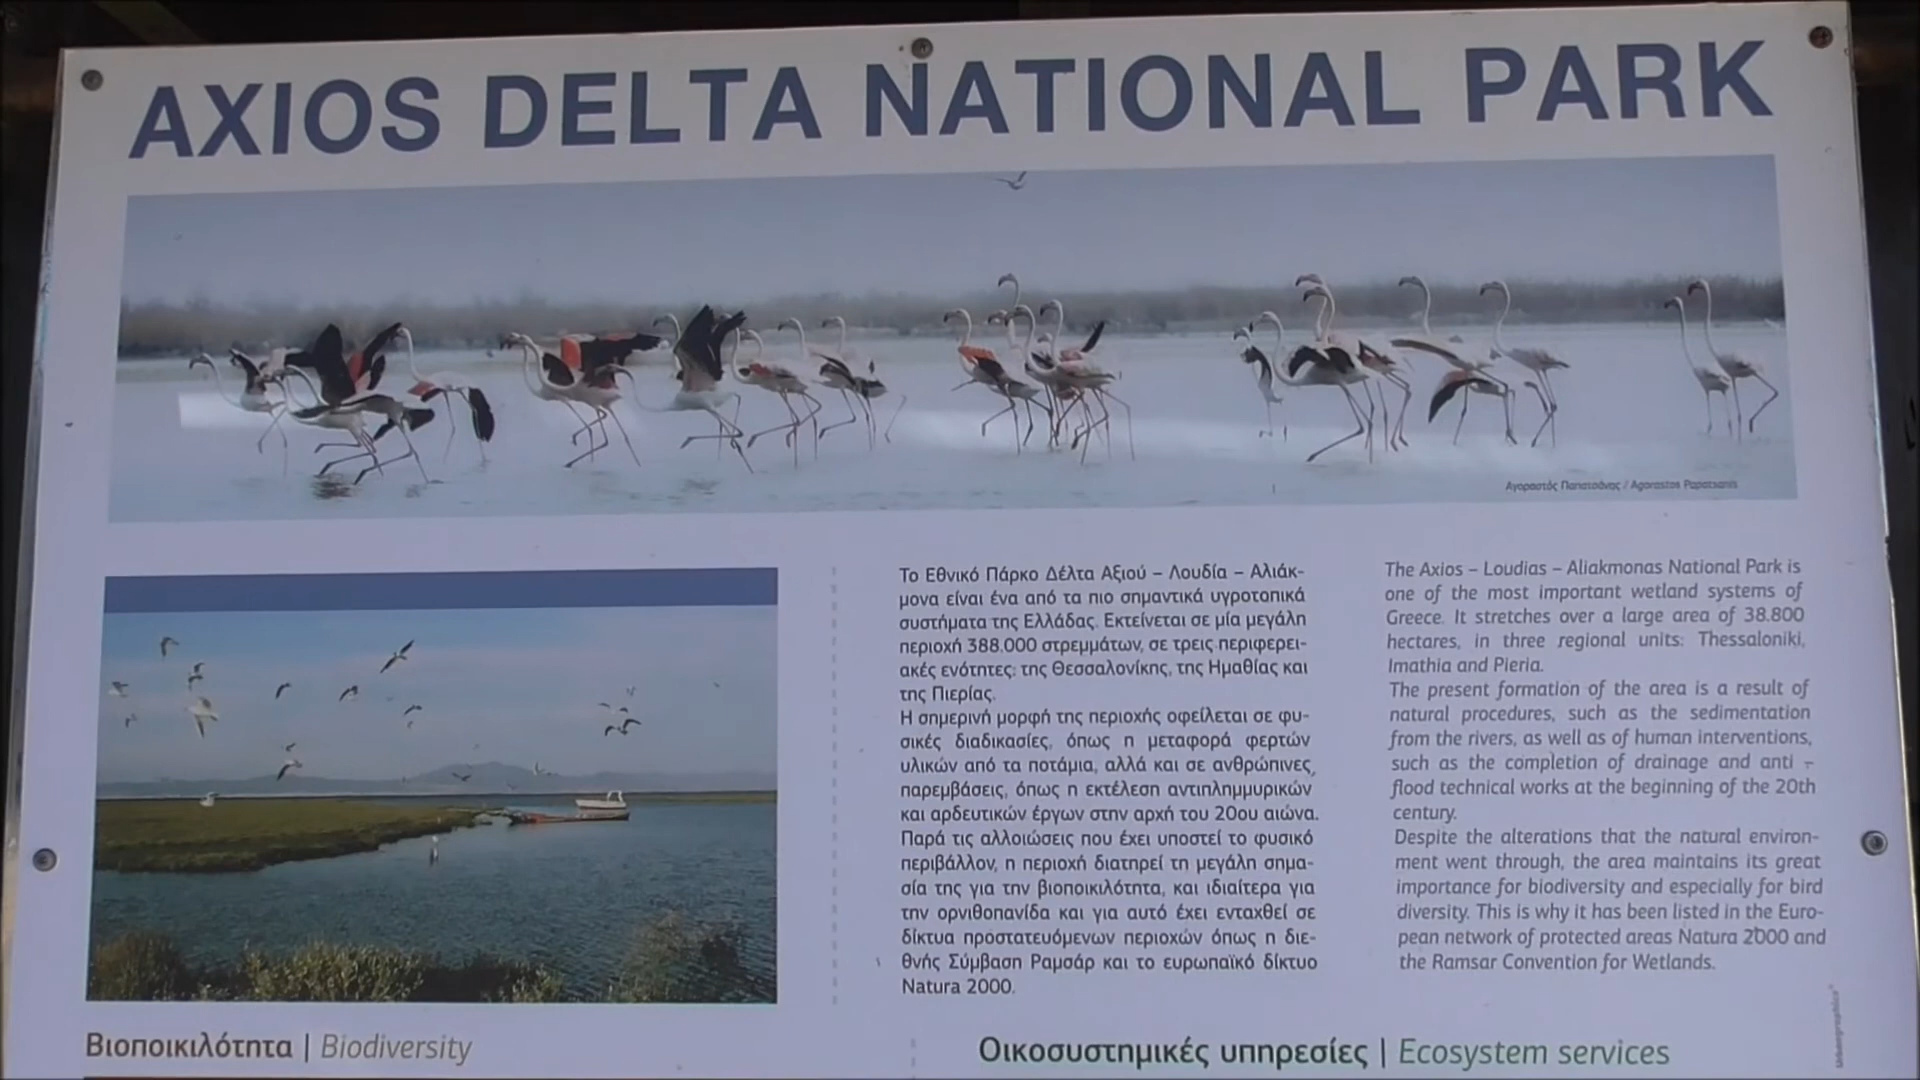 AXIOS DELTA NATIONAL PARK
Αγοραστός Παπατσάνης / Agorastos Papatsanis
Το Εθνικό Πάρκο Δέλτα Αξιού – Λουδία – Αλιάκ-
μονα είναι ένα από τα πιο σημαντικά υγροτοπικά
συστήματα της Ελλάδας. Εκτείνεται σε μία μεγάλη
περιοχή 388.000 στρεμμάτων, σε τρεις περιφερει-
ακές ενότητες: της Θεσσαλονίκης, της Ημαθίας και
της Πιερίας.
Η σημερινή μορφή της περιοχής οφείλεται σε φυ-
σικές διαδικασίες, όπως η μεταφορά φερτών
υλικών από τα ποτάμια, αλλά και σε ανθρώπινες
παρεμβάσεις, όπως η εκτέλεση αντιπλημμυρικών
και αρδευτικών έργων στην αρχή του 20ου αιώνα.
Παρά τις αλλοιώσεις που έχει υποστεί το φυσικό
περιβάλλον, η περιοχή διατηρεί τη μεγάλη σημα-
σία της για την βιοποικιλότητα, και ιδιαίτερα για
την ορνιθοπανίδα και για αυτό έχει ενταχθεί σε
δίκτυα προστατευόμενων περιοχών όπως η διε-
θνής Σύμβαση Ραμσάρ και το ευρωπαϊκό δίκτυο
Natura 2000.
The Axios – Loudias – Aliakmonas National Park is
one of the most important wetland systems of
Greece. It stretches over a large area of 38.800
hectares, in three regional units: Thessaloniki,
Imathia and Pieria.
The present formation of the area is a result of
natural procedures, such as the sedimentation
from the rivers, as well as of human interventions,
such as the completion of drainage and anti –
flood technical works at the beginning of the 20th
century.
Despite the alterations that the natural environ-
ment went through, the area maintains its great
importance for biodiversity and especially for bird
diversity. This is why it has been listed in the Euro-
pean network of protected areas Natura 2000 and
the Ramsar Convention for Wetlands.
Βιοποικιλότητα | Biodiversity
Οικοσυστημικές υπηρεσίες | Ecosystem services